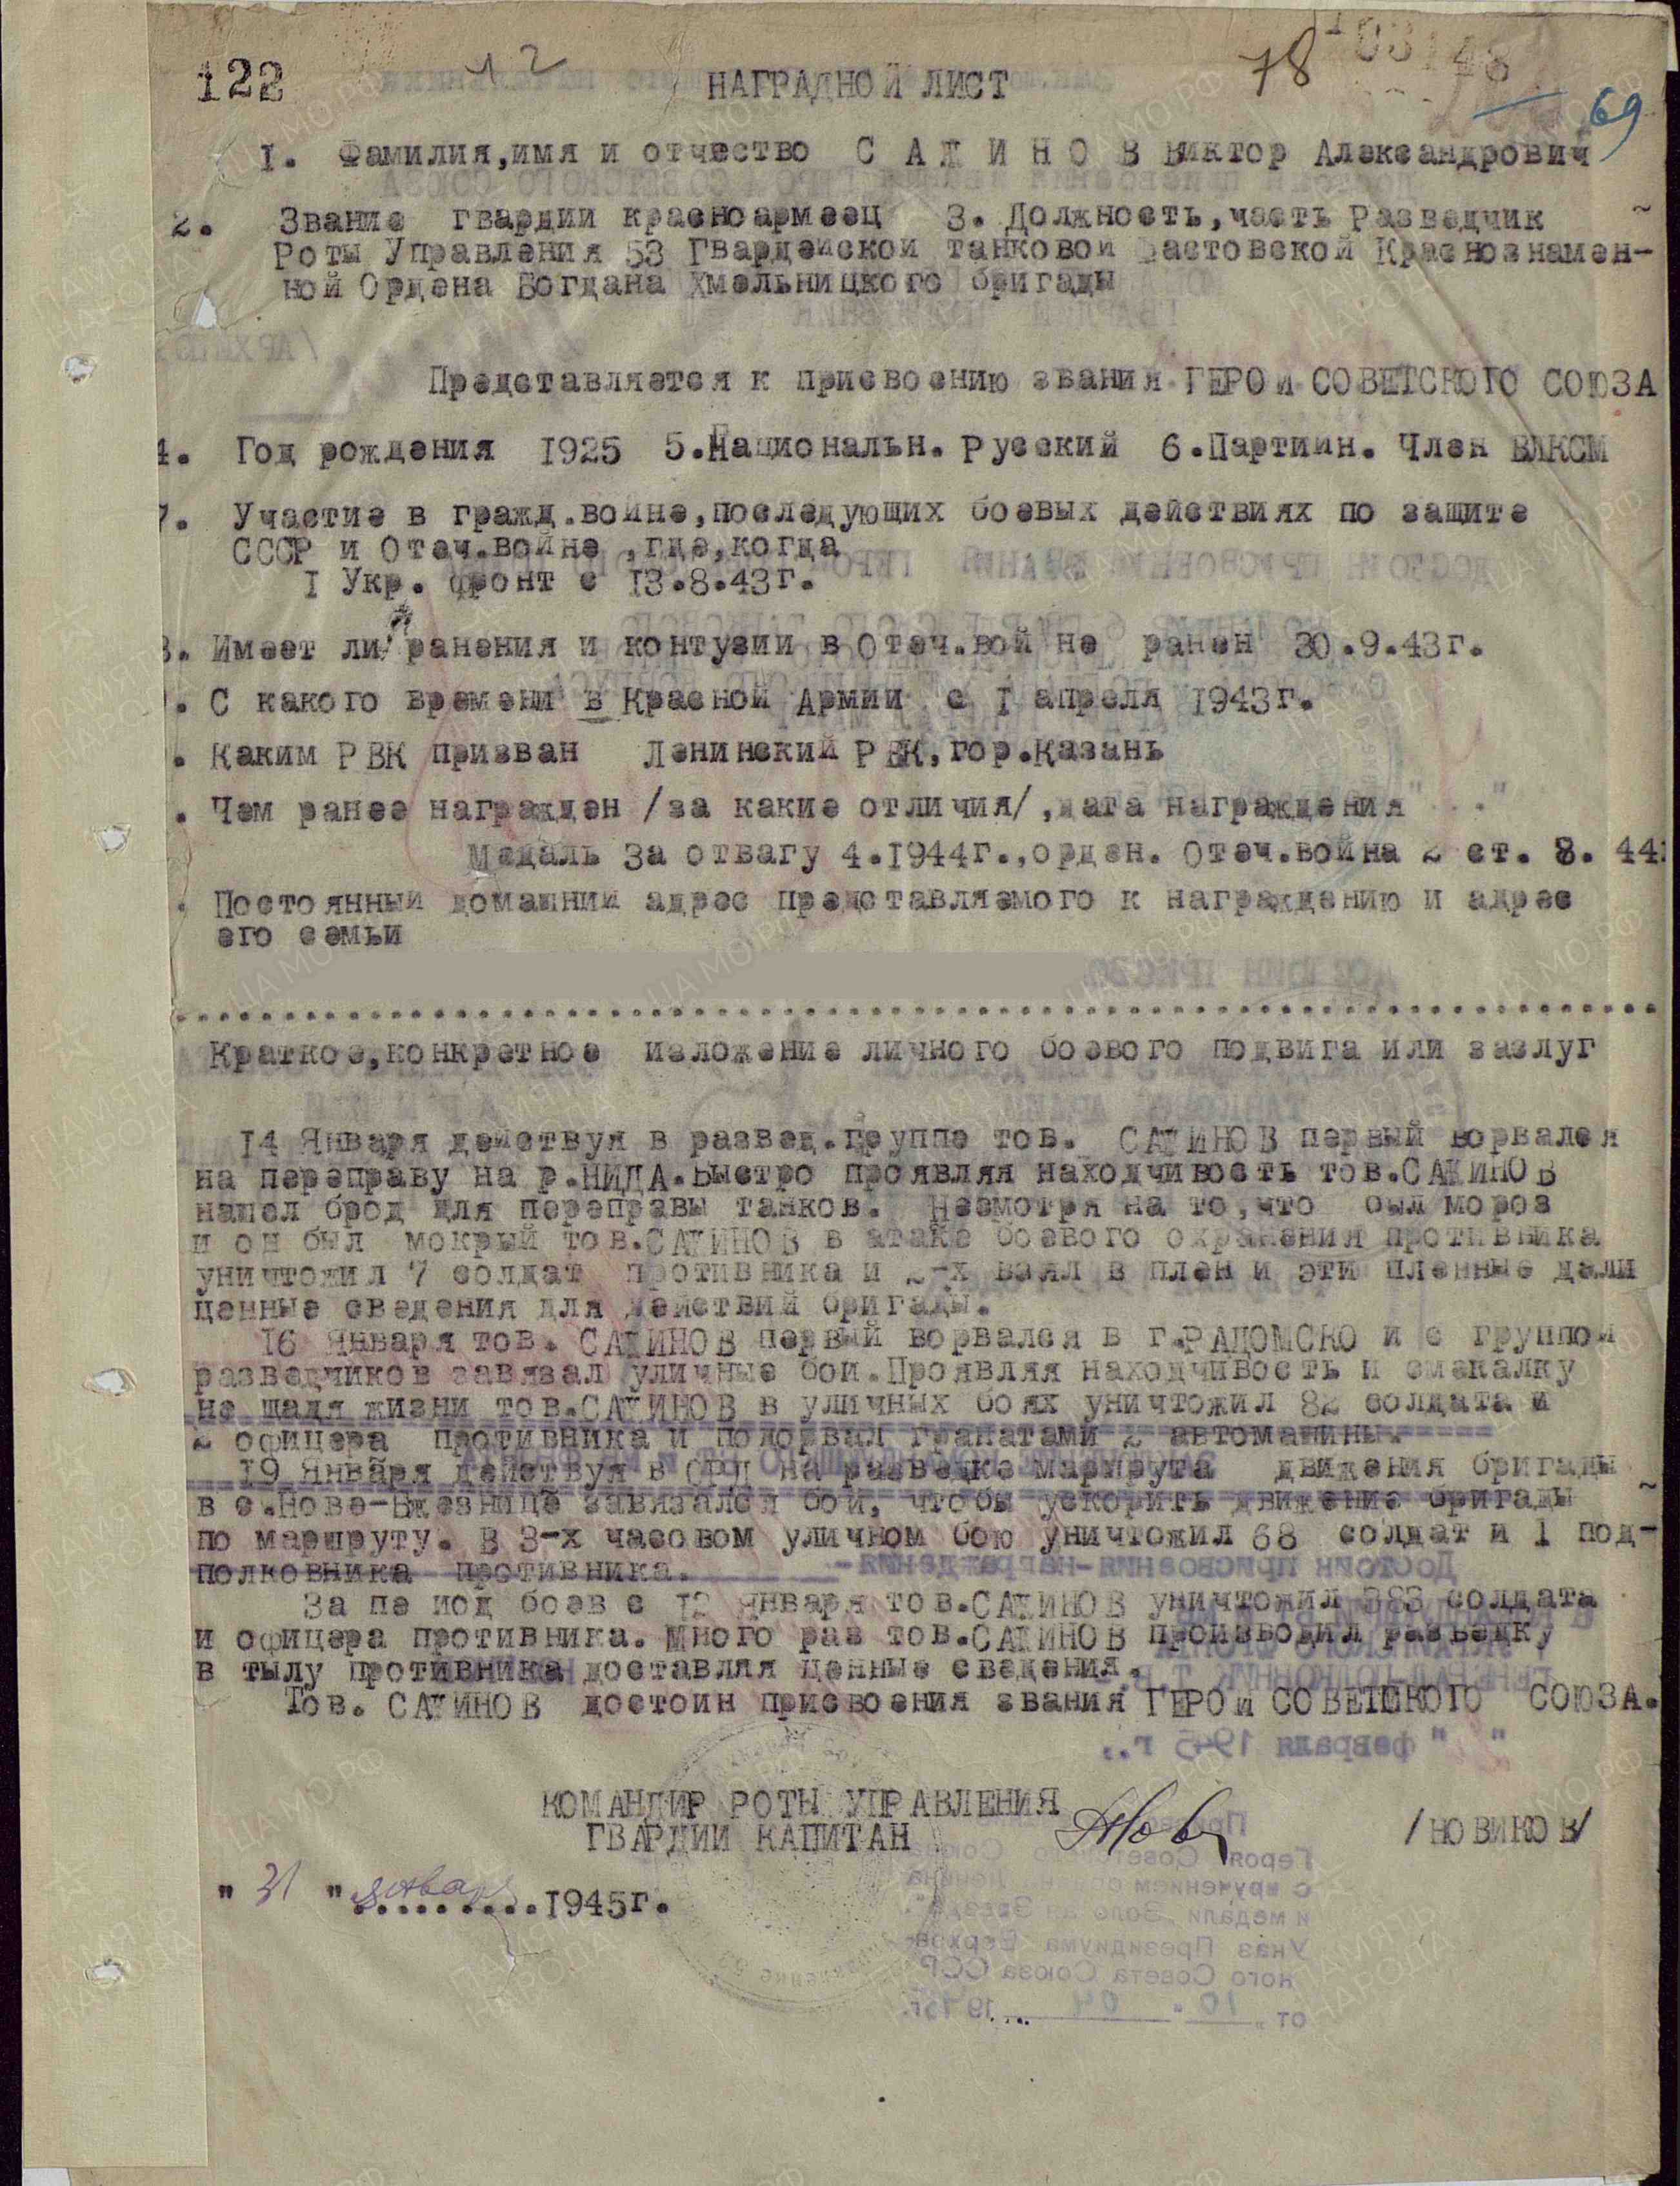 122
12
78
69
НАГРАДНОЙ ЛИСТ
1. Фамилия,имя и отчество С А Ж И Н О В Виктор Александрович
2. Звание гвардии красноармеец 3. Должность,часть Разведчик
Роты Управления 53 Гвардейской танковой Фастовской Краснознамен-
ной Ордена Богдана Хмельницкого бригады
Представляется к присвоению звания ГЕРОЙ СОВЕТСКОГО СОЮЗА
4. Год рождения 1925 5.Национальн. Русский 6.Партийн. Член ВЛКСМ
7. Участие в гражд.войне,последующих боевых действиях по защите
СССР и Отеч.войне ,где,когда
1 Укр. фронт с 13.8.43г.
8. Имеет ли ранения и контузии в Отеч.войне ранен 30.9.43г.
. С какого времени в Красной Армии с 1 апреля 1943г.
. Каким РВК призван Ленинский РВК,гор.Казань
. Чем ранее награжден /за какие отличия/,дата награждения
Медаль За отвагу 4.1944г.,орден. Отеч.война 2 ст. 8. 44
. Постоянный домашний адрес представляемого к награждению и адрес
его семьи
Краткое,конкретное изложение личного боевого подвига или заслуг
14 Января действуя в развед.группе тов. САЖИНОВ первый ворвался
на переправу на р.НИДА.Быстро проявляя находчивость тов.САЖИНОВ
нашел брод для переправы танков. Несмотря на то,что был мороз
и он был мокрый тов.САЖИНОВ в атаке боевого охранения противника
уничтожил 7 солдат противника и 2-х взял в плен и эти пленные дали
ценные сведения для действий бригады.
16 Января тов. САЖИНОВ первый ворвался в г.РАДОМСКО и с группой
разведчиков завязал уличные бои.Проявляя находчивость и смекалку
не щадя жизни тов.САЖИНОВ в уличных боях уничтожил 32 солдата и
2 офицера противника и подорвал гранатами 2 автомашины.
19 Января действуя в ОРД на разведке маршрута движения бригады
в с.Нове-Бжезнице завязался бой, чтобы ускорить движение бригады
по маршруту. В 3-х часовом уличном бою уничтожил 68 солдат и 1 под-
полковника противника.
За пе иод боев с 12 Января тов.САЖИНОВ уничтожил 383 солдата
и офицера противника. Много раз тов.САЖИНОВ производил разведку
в тылу противника доставляя ценные сведения.
Тов. САЖИНОВ достоин присвоения звания ГЕРОЙ СОВЕТСКОГО СОЮЗА.
КОМАНДИР РОТЫ УПРАВЛЕНИЯ
ГВАРДИИ КАПИТАН /НОВИКОВ/
" 31 " января 1945г.